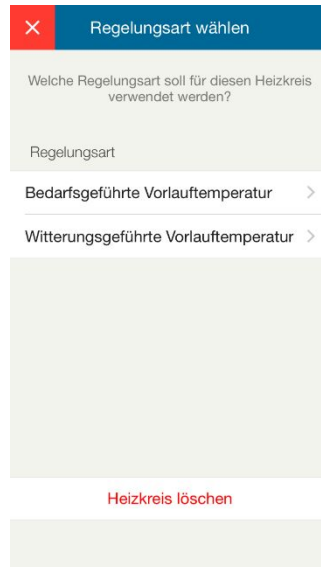 Regelungsart wählen
Welche Regelungsart soll für diesen Heizkreis
verwendet werden?
Regelungsart
Bedarfsgeführte Vorlauftemperatur
Witterungsgeführte Vorlauftemperatur
Heizkreis löschen